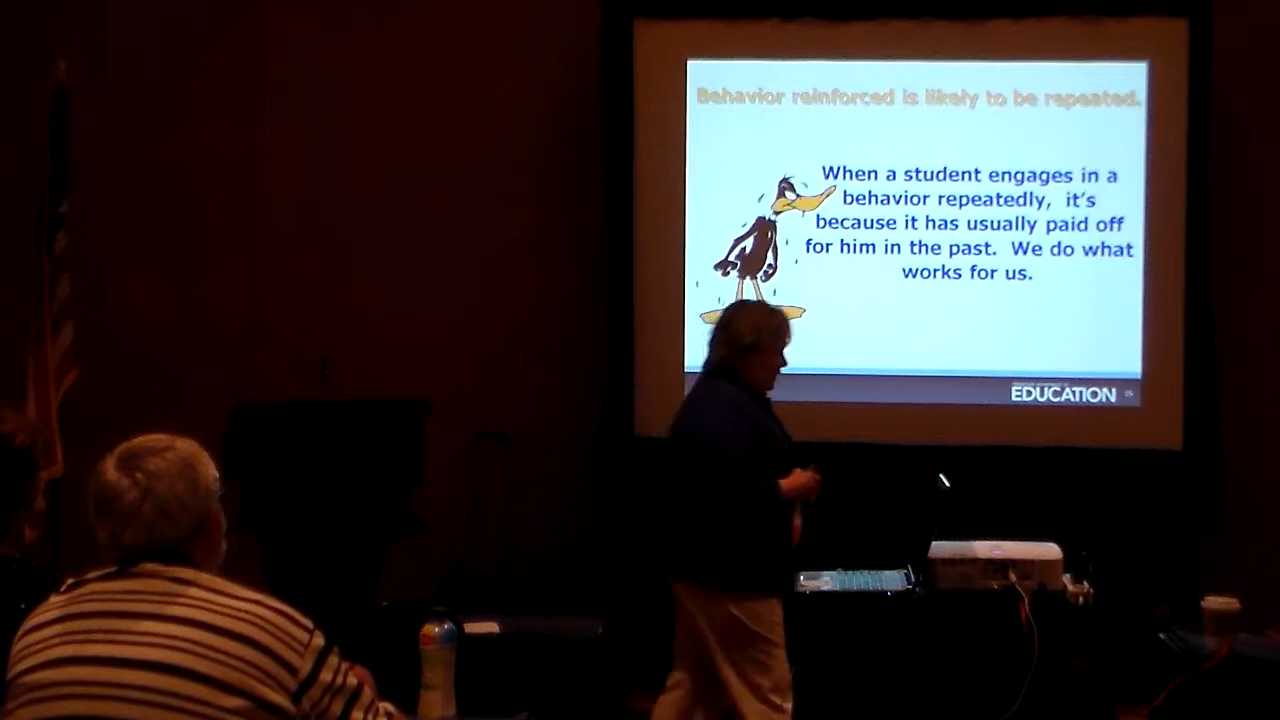 Behavior reinforced is likely to be repeated.
When a student engages in a
behavior repeatedly, it's
because it has usually paid off
for him in the past. We do what
works for us.
EDUCATION